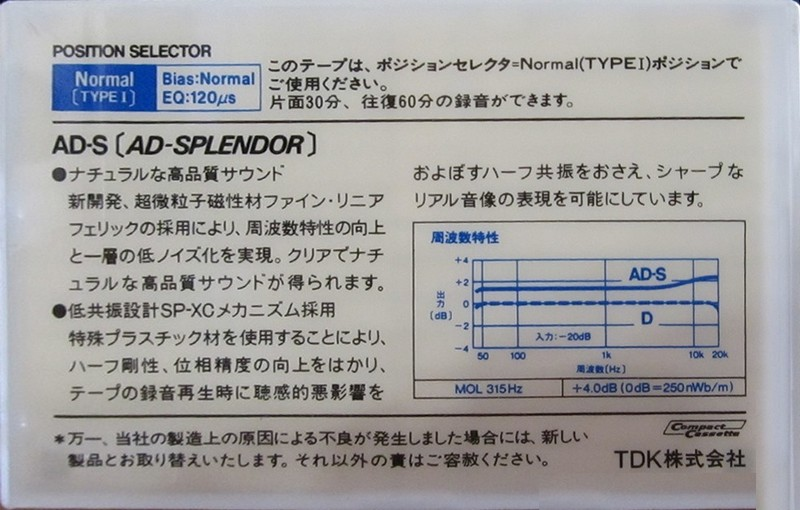 POSITION SELECTOR
Normal
[TYPE I]
Bias:Normal
EQ:120μs
このテープは、ポジションセレクタ=Normal(TYPE I)ポジションで
ご使用ください。
片面30分、往復60分の録音ができます。
AD-S [AD-SPLENDOR]
●ナチュラルな高品質サウンド
新開発、超微粒子磁性材ファイン・リニア
フェリックの採用により、周波数特性の向上
と一層の低ノイズ化を実現。クリアでナチ
ュラルな高品質サウンドが得られます。
●低共振設計SP-XCメカニズム採用
特殊プラスチック材を使用することにより、
ハーフ剛性、位相精度の向上をはかり、
テープの録音再生時に聴感的悪影響を
およぼすハーフ共振をおさえ、シャープな
リアル音像の表現を可能にしています。
周波数特性
+4
+2
0
-2
-4
出力
[dB]
AD-S
D
入力:-20dB
50 100 1k 10k 20k
周波数[Hz]
MOL 315Hz +4.0dB (0dB=250nWb/m)
*万一、当社の製造上の原因による不良が発生しました場合には、新しい
製品とお取り替えいたします。それ以外の責はご容赦ください。
Compact
Cassette
TDK株式会社